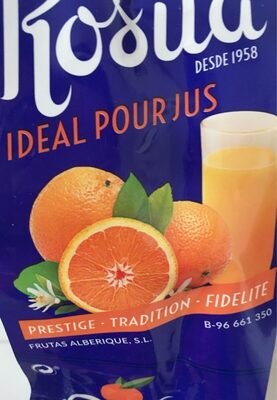 Rosita
DESDE 1958
IDEAL POUR JUS
PRESTIGE · TRADITION · FIDELITE
FRUTAS ALBERIQUE, S.L.
B-96 661 350